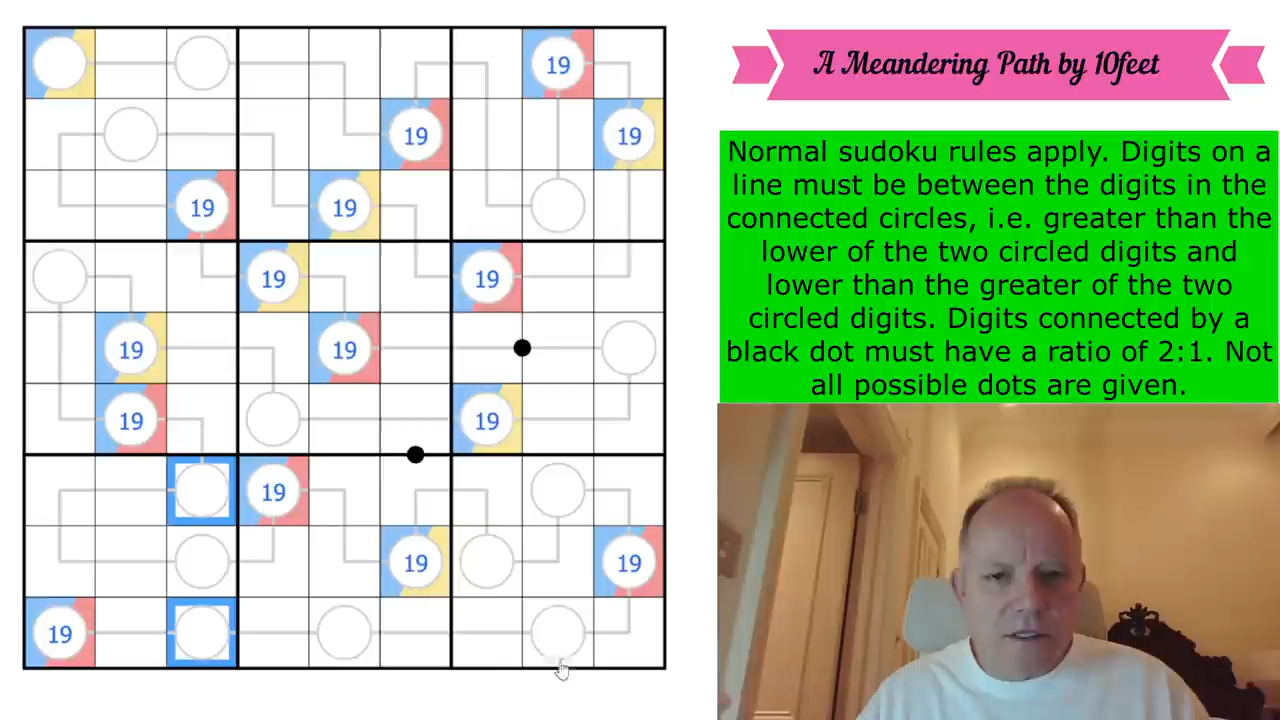 A Meandering Path by 10feet
Normal sudoku rules apply. Digits on a
line must be between the digits in the
connected circles, i.e. greater than the
lower of the two circled digits and
lower than the greater of the two
circled digits. Digits connected by a
black dot must have a ratio of 2:1. Not
all possible dots are given.
19
19 19
19 19
19 19
19 19
19 19
19
19 19
19